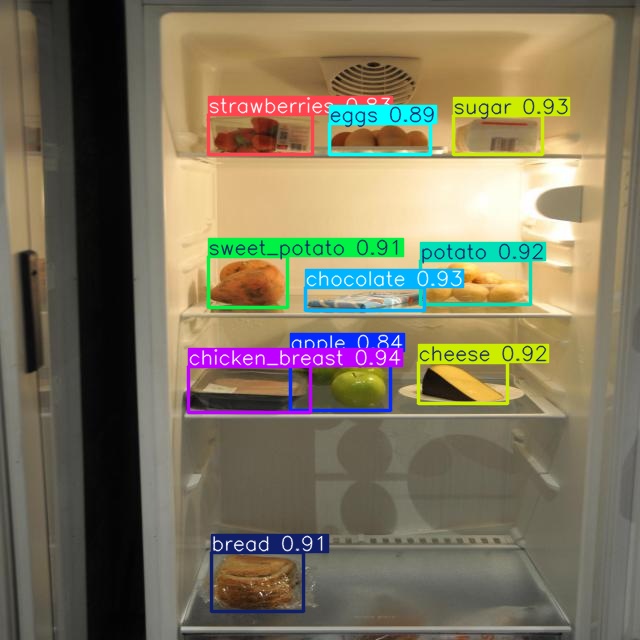 strawberries 0.83
eggs 0.89
sugar 0.93
sweet_potato 0.91
chocolate 0.93
potato 0.92
apple 0.84
chicken_breast 0.94
cheese 0.92
bread 0.91